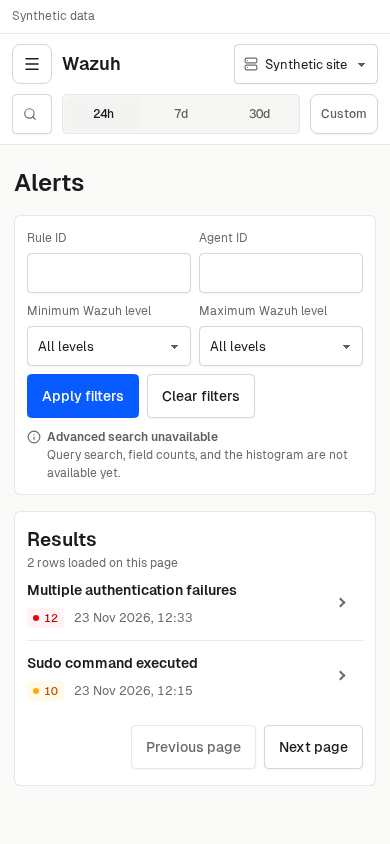 Synthetic data
Wazuh
Synthetic site
24h
7d
30d
Custom
Alerts
Rule ID
Agent ID
Minimum Wazuh level
Maximum Wazuh level
All levels
All levels
Apply filters
Clear filters
Advanced search unavailable
Query search, field counts, and the histogram are not
available yet.
Results
2 rows loaded on this page
Multiple authentication failures
12 23 Nov 2026, 12:33
Sudo command executed
10 23 Nov 2026, 12:15
Previous page
Next page